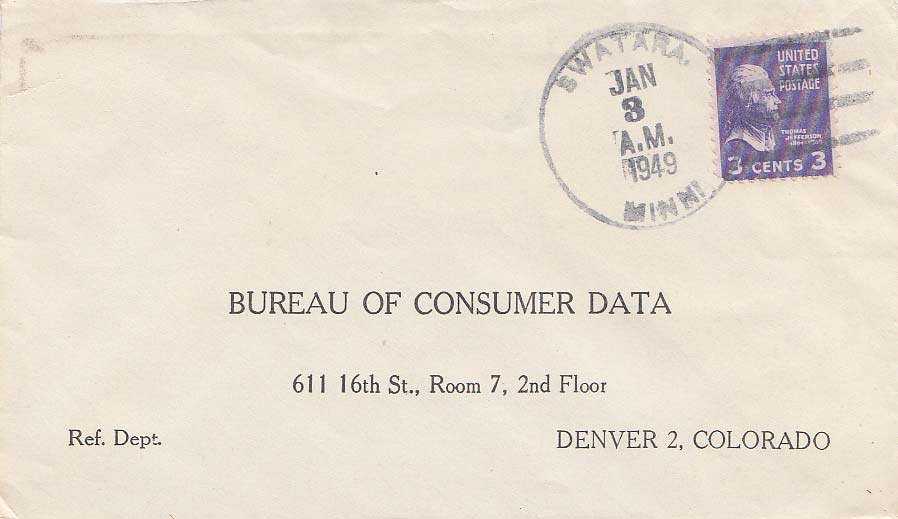 SWATARA,
JAN
3
A.M.
1949
MINN
UNITED
STATES
POSTAGE
THOMAS
JEFFERSON
3 CENTS 3
BUREAU OF CONSUMER DATA
611 16th St., Room 7, 2nd Floor
Ref. Dept.
DENVER 2, COLORADO